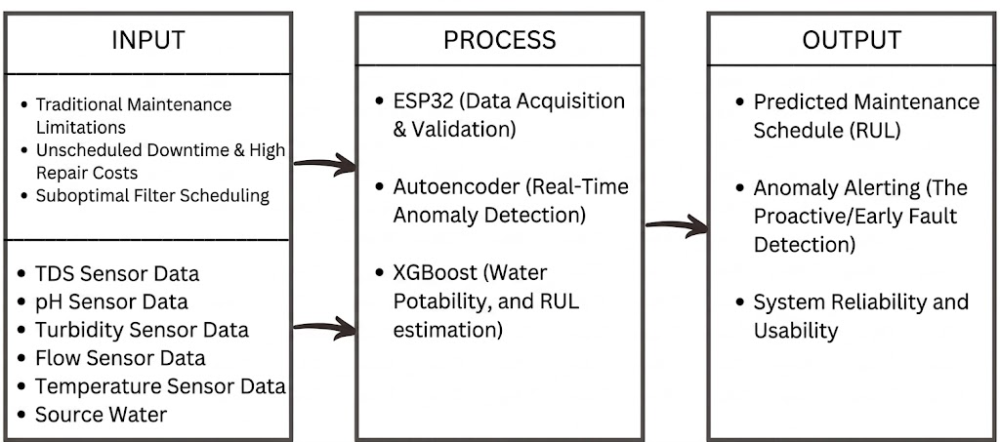 INPUT
• Traditional Maintenance
Limitations
• Unscheduled Downtime & High
Repair Costs
• Suboptimal Filter Scheduling
• TDS Sensor Data
• pH Sensor Data
• Turbidity Sensor Data
• Flow Sensor Data
• Temperature Sensor Data
• Source Water
PROCESS
• ESP32 (Data Acquisition
& Validation)
• Autoencoder (Real-Time
Anomaly Detection)
• XGBoost (Water
Potability, and RUL
estimation)
OUTPUT
• Predicted Maintenance
Schedule (RUL)
• Anomaly Alerting (The
Proactive/Early Fault
Detection)
• System Reliability and
Usability